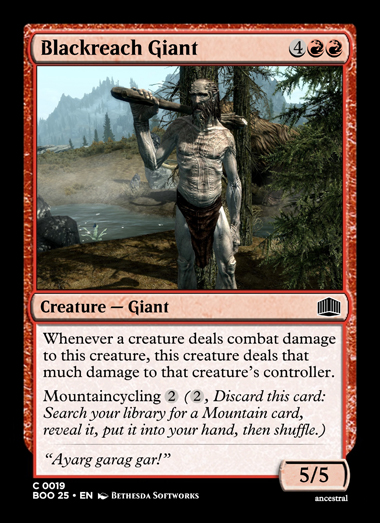 Blackreach Giant 4
Creature — Giant
Whenever a creature deals combat damage
to this creature, this creature deals that
much damage to that creature's controller.
Mountaincycling 2 (2, Discard this card:
Search your library for a Mountain card,
reveal it, put it into your hand, then shuffle.)
“Ayarg garag gar!”
5/5
C 0019
BOO 25 • EN Bethesda Softworks
ancestral